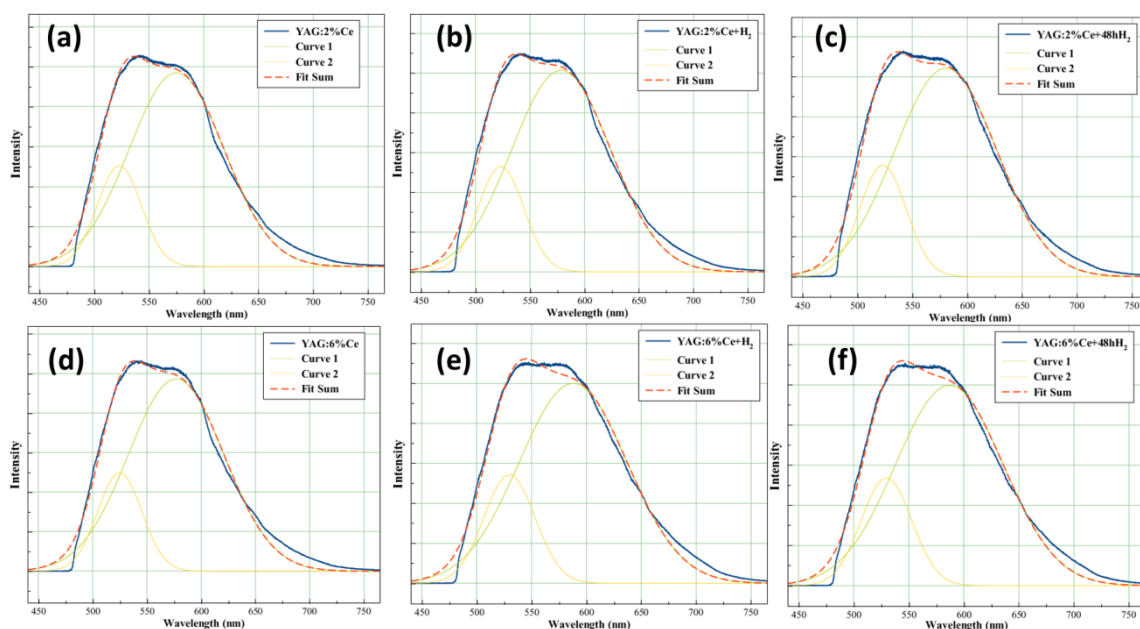 (a)
YAG:2%Ce
Curve 1
Curve 2
Fit Sum
Intensity
450 500 550 600 650 700 750
Wavelength (nm)
(b)
YAG:2%Ce+H₂
Curve 1
Curve 2
Fit Sum
Intensity
450 500 550 600 650 700 750
Wavelength (nm)
(c)
YAG:2%Ce+48hH₂
Curve 1
Curve 2
Fit Sum
Intensity
450 500 550 600 650 700 750
Wavelength (nm)
(d)
YAG:6%Ce
Curve 1
Curve 2
Fit Sum
Intensity
450 500 550 600 650 700 750
Wavelength (nm)
(e)
YAG:6%Ce+H₂
Curve 1
Curve 2
Fit Sum
Intensity
450 500 550 600 650 700 750
Wavelength (nm)
(f)
YAG:6%Ce+48hH₂
Curve 1
Curve 2
Fit Sum
Intensity
450 500 550 600 650 700 750
Wavelength (nm)